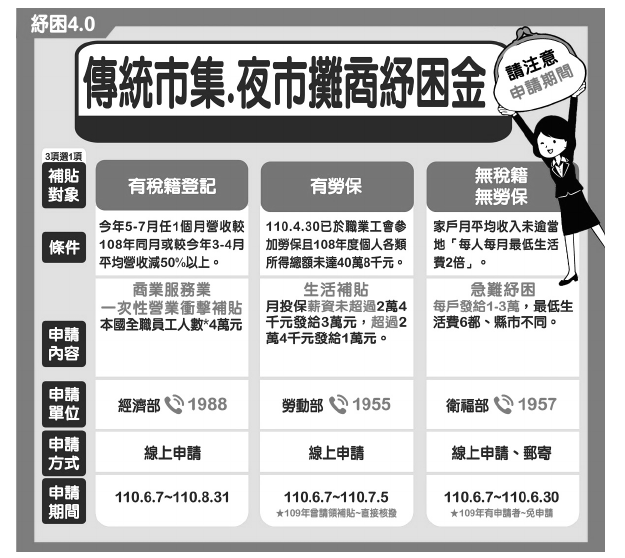 紓困4.0
傳統市集.夜市攤商紓困金
請注意
申請期間
3項選1項
補貼
對象
有稅籍登記
有勞保
無稅籍
無勞保
條件
今年5-7月任1個月營收較
108年同月或較今年3-4月
平均營收減50%以上。
110.4.30已於職業工會參
加勞保且108年度個人各類
所得總額未達40萬8千元。
家戶月平均收入未逾當
地「每人每月最低生活
費2倍」。
申請
內容
商業服務業
一次性營業衝擊補貼
本國全職員工人數*4萬元
生活補貼
月投保薪資未超過2萬4
千元發給3萬元，超過2
萬4千元發給1萬元。
急難紓困
每戶發給1-3萬，最低生
活費6都、縣市不同。
申請
單位
經濟部 1988
勞動部 1955
衛福部 1957
申請
方式
線上申請
線上申請
線上申請、郵寄
申請
期間
110.6.7~110.8.31
110.6.7~110.7.5
★109年曾請領補貼~直接核撥
110.6.7~110.6.30
★109年有申請者~免申請